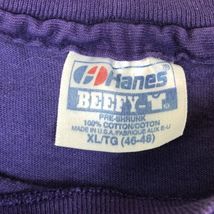 Hanes
BEEFY-T
PRE-SHRUNK
100% COTTON/COTON
MADE IN U.S.A./FABRIQUE AUX E-U
XL/TG (46-48)